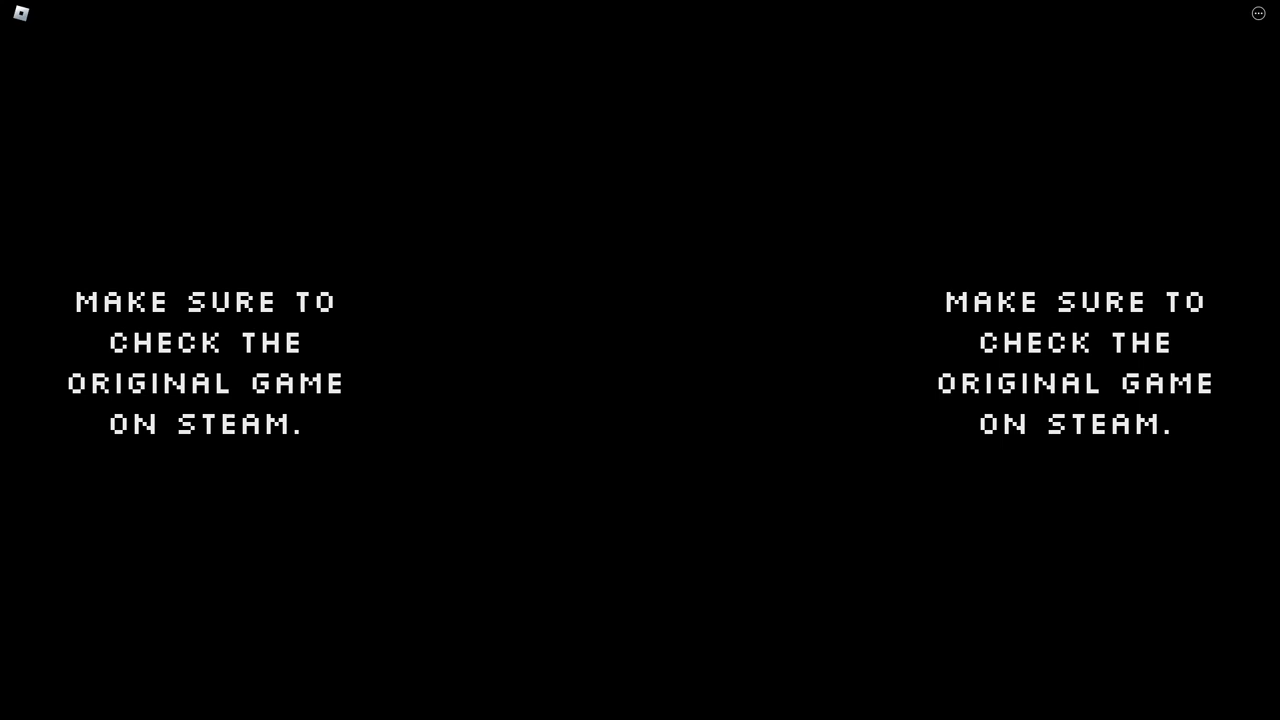 MAKE SURE TO
CHECK THE
ORIGINAL GAME
ON STEAM.
MAKE SURE TO
CHECK THE
ORIGINAL GAME
ON STEAM.